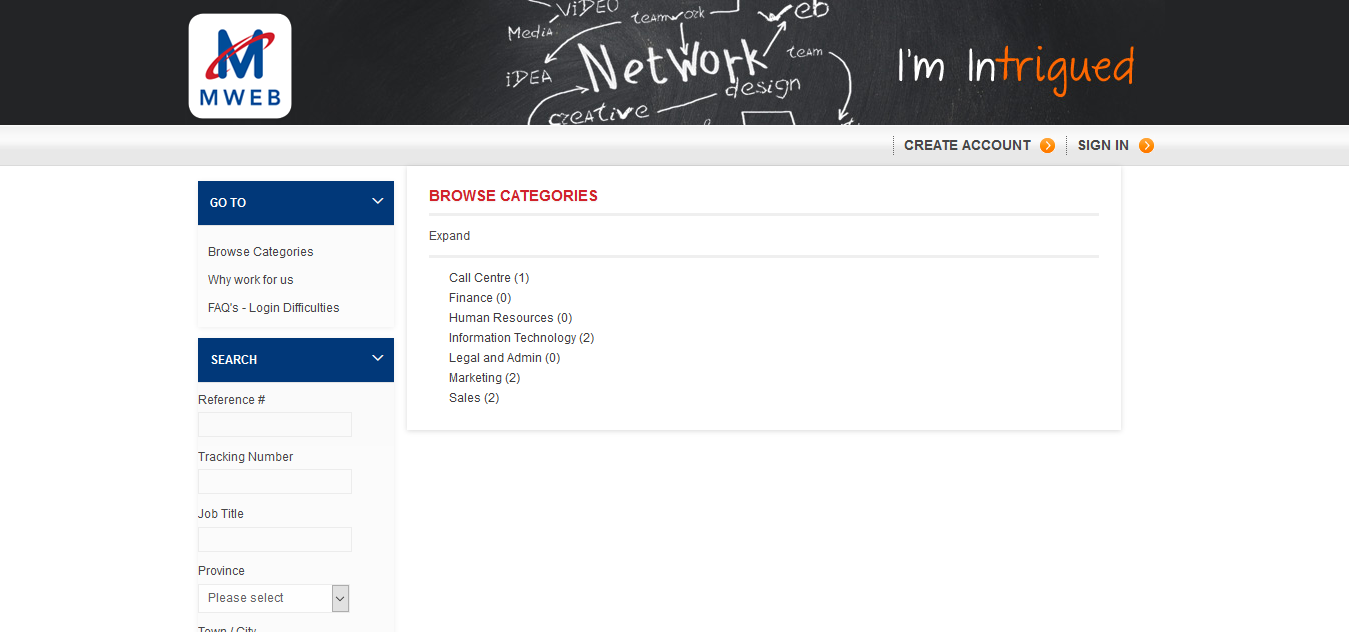 MWEB
ViDEO
teamwork
Web
Media
NetWork
team
iDEA
design
creative
I'm Intrigued
CREATE ACCOUNT
SIGN IN
GO TO
Browse Categories
Why work for us
FAQ's - Login Difficulties
SEARCH
Reference #
Tracking Number
Job Title
Province
Please select
Town / City
BROWSE CATEGORIES
Expand
Call Centre (1)
Finance (0)
Human Resources (0)
Information Technology (2)
Legal and Admin (0)
Marketing (2)
Sales (2)